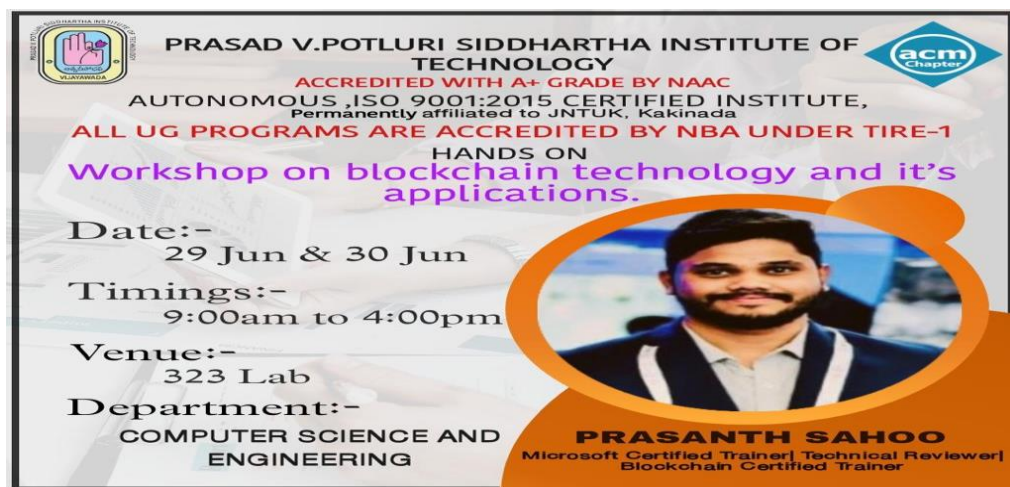 PRASAD V.POTLURI SIDDHARTHA INSTITUTE OF
TECHNOLOGY
ACCREDITED WITH A+ GRADE BY NAAC
AUTONOMOUS ,ISO 9001:2015 CERTIFIED INSTITUTE,
Permanently affiliated to JNTUK, Kakinada
ALL UG PROGRAMS ARE ACCREDITED BY NBA UNDER TIRE-1
HANDS ON
Workshop on blockchain technology and it's
applications.
acm
Chapter
VIJAYAWADA
Date:-
29 Jun & 30 Jun
Timings:-
9:00am to 4:00pm
Venue:-
323 Lab
Department:-
COMPUTER SCIENCE AND
ENGINEERING
PRASANTH SAHOO
Microsoft Certified Trainer| Technical Reviewer|
Blockchain Certified Trainer